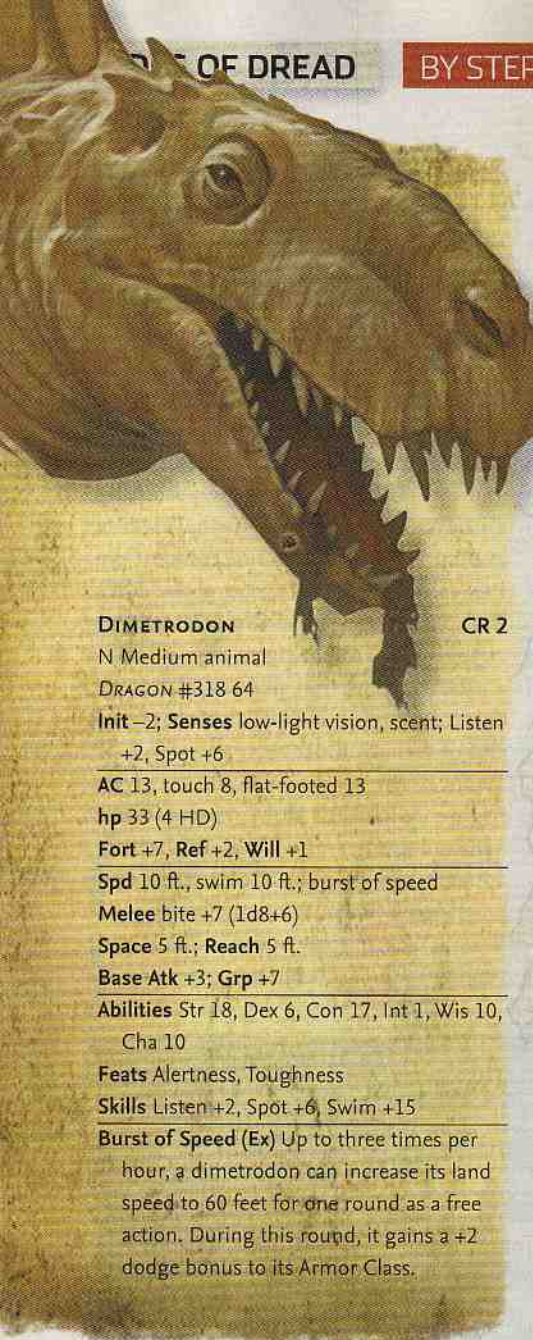 OF DREAD
BY STEP
DIMETRODON CR 2
N Medium animal
DRAGON #318 64
Init –2; Senses low-light vision, scent; Listen
+2, Spot +6
AC 13, touch 8, flat-footed 13
hp 33 (4 HD)
Fort +7, Ref +2, Will +1
Spd 10 ft., swim 10 ft.; burst of speed
Melee bite +7 (1d8+6)
Space 5 ft.; Reach 5 ft.
Base Atk +3; Grp +7
Abilities Str 18, Dex 6, Con 17, Int 1, Wis 10,
Cha 10
Feats Alertness, Toughness
Skills Listen +2, Spot +6, Swim +15
Burst of Speed (Ex) Up to three times per
hour, a dimetrodon can increase its land
speed to 60 feet for one round as a free
action. During this round, it gains a +2
dodge bonus to its Armor Class.